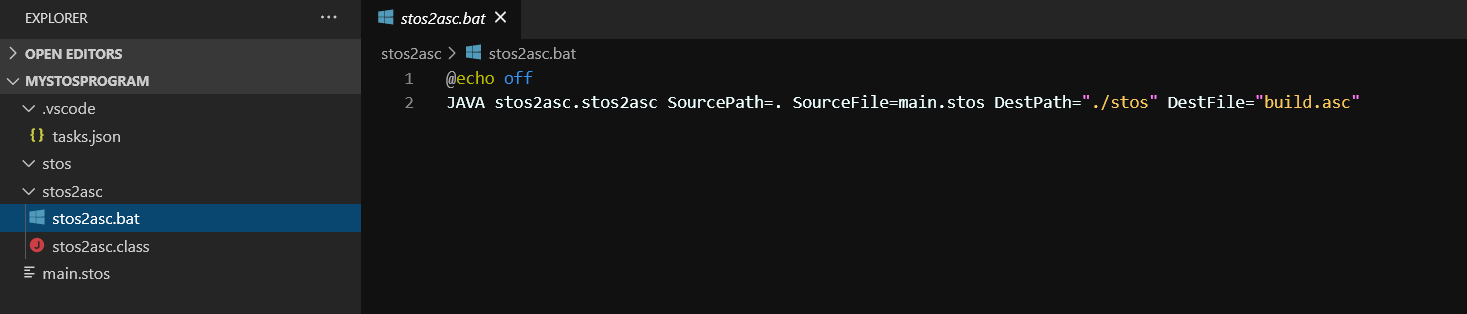 EXPLORER ...
OPEN EDITORS
MYSTOSPROGRAM
.vscode
{} tasks.json
stos
stos2asc
stos2asc.bat
J stos2asc.class
main.stos
stos2asc.bat
stos2asc > stos2asc.bat
1 @echo off
2 JAVA stos2asc.stos2asc SourcePath=. SourceFile=main.stos DestPath="./stos" DestFile="build.asc"